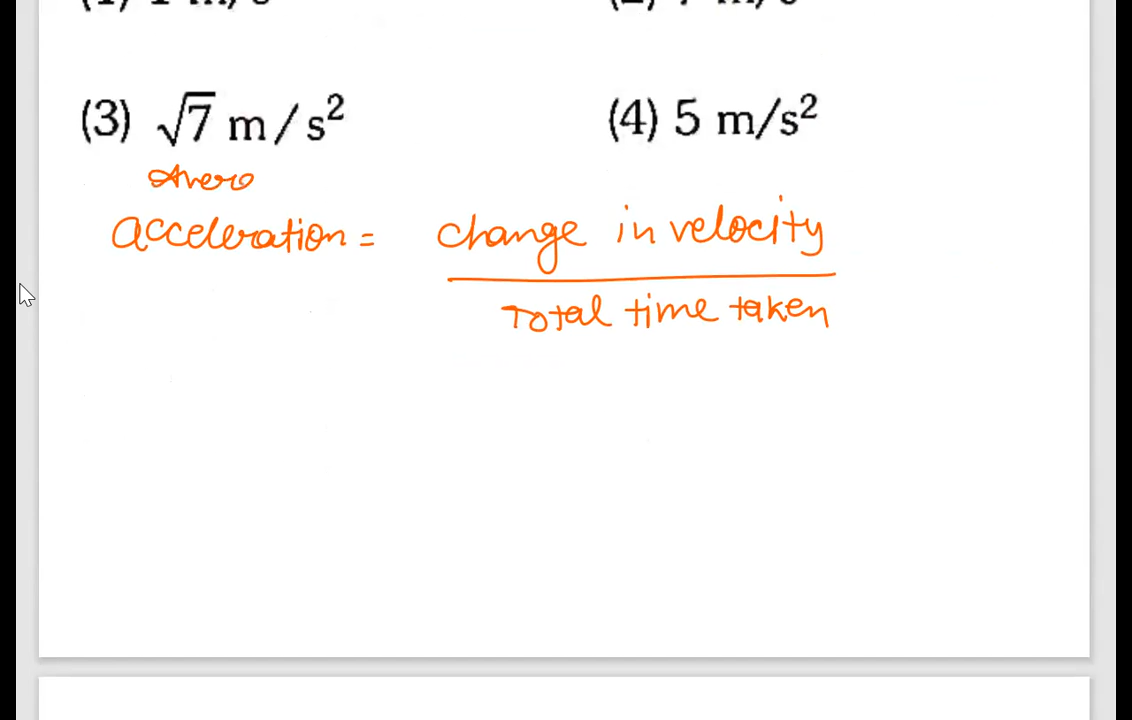 (3) √7 m/s² (4) 5 m/s²
acceleration = change in velocity
Total time taken